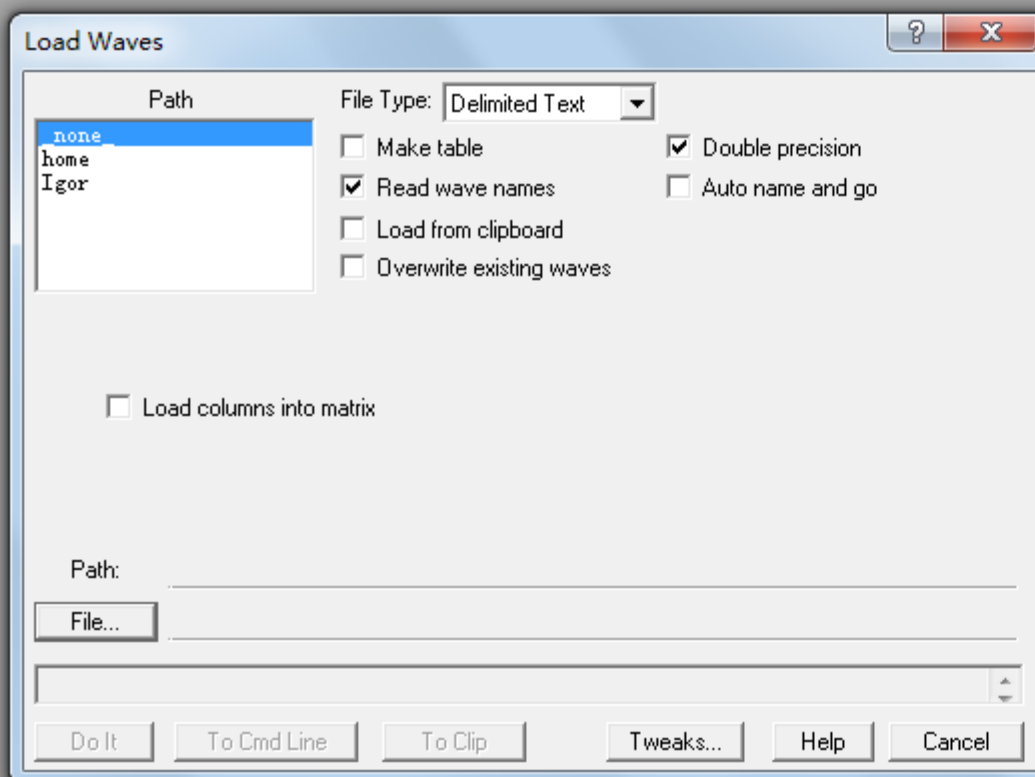 Load Waves
Path
_none_
home
Igor
File Type: Delimited Text
Make table
Double precision
Read wave names
Auto name and go
Load from clipboard
Overwrite existing waves
Load columns into matrix
Path:
File...
Do It To Cmd Line To Clip Tweaks... Help Cancel